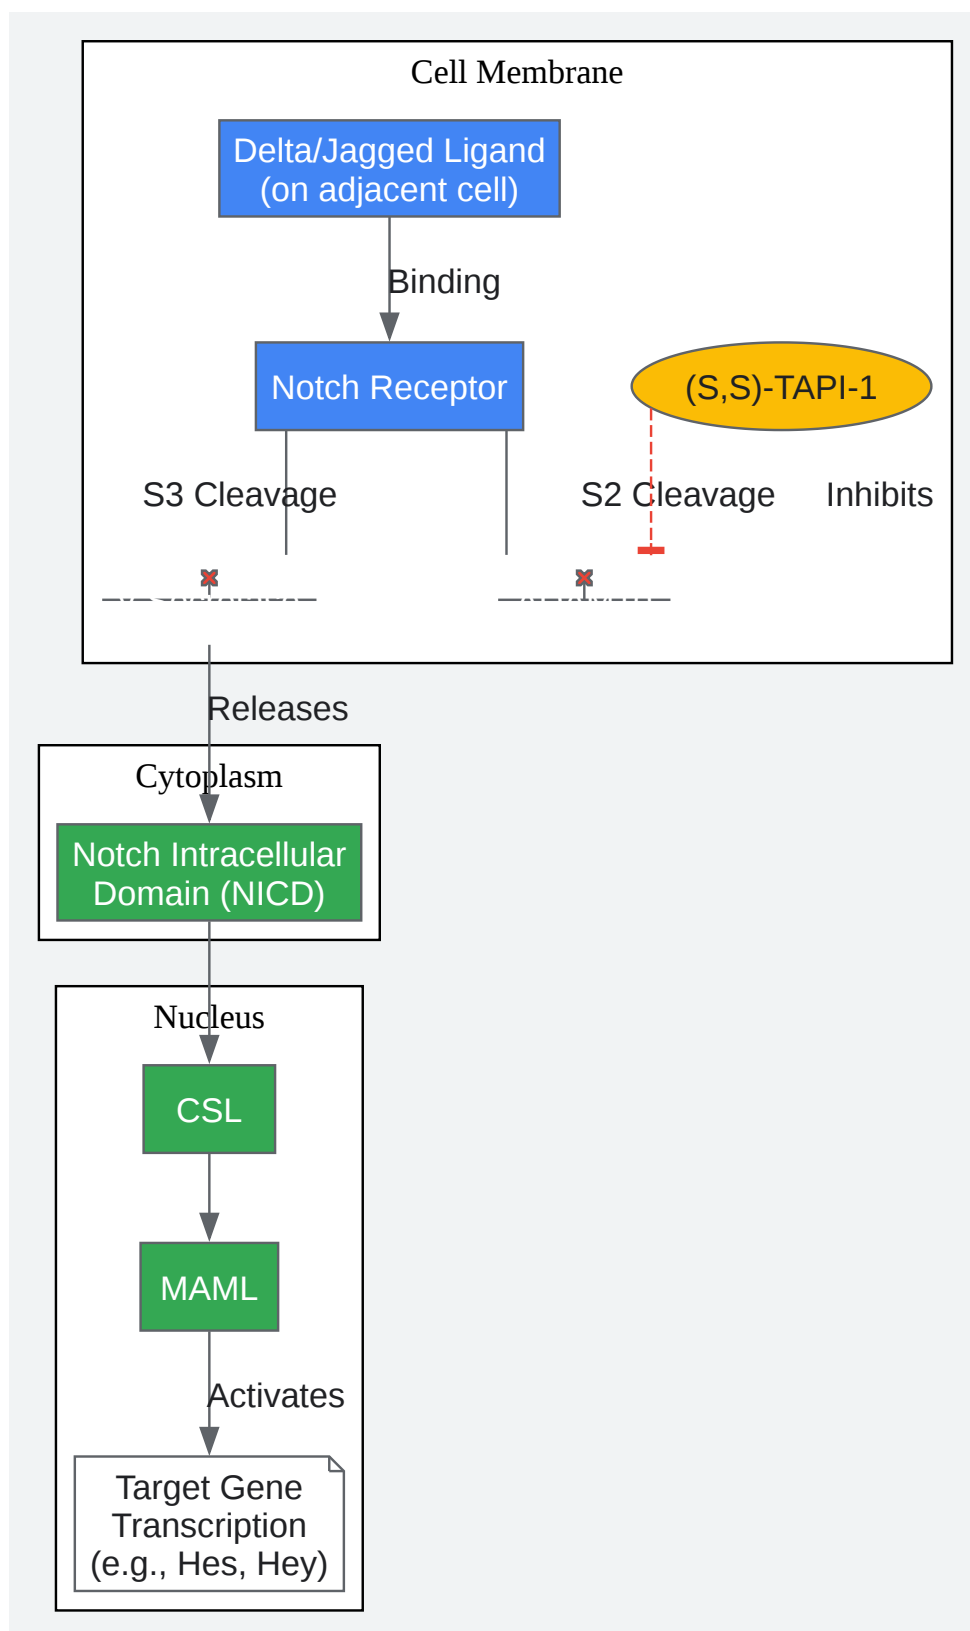 Cell Membrane
Delta/Jagged Ligand
(on adjacent cell)
Binding
Notch Receptor
(S,S)-TAPI-1
S3 Cleavage
S2 Cleavage
Inhibits
Releases
Cytoplasm
Notch Intracellular
Domain (NICD)
Nucleus
CSL
MAML
Activates
Target Gene
Transcription
(e.g., Hes, Hey)